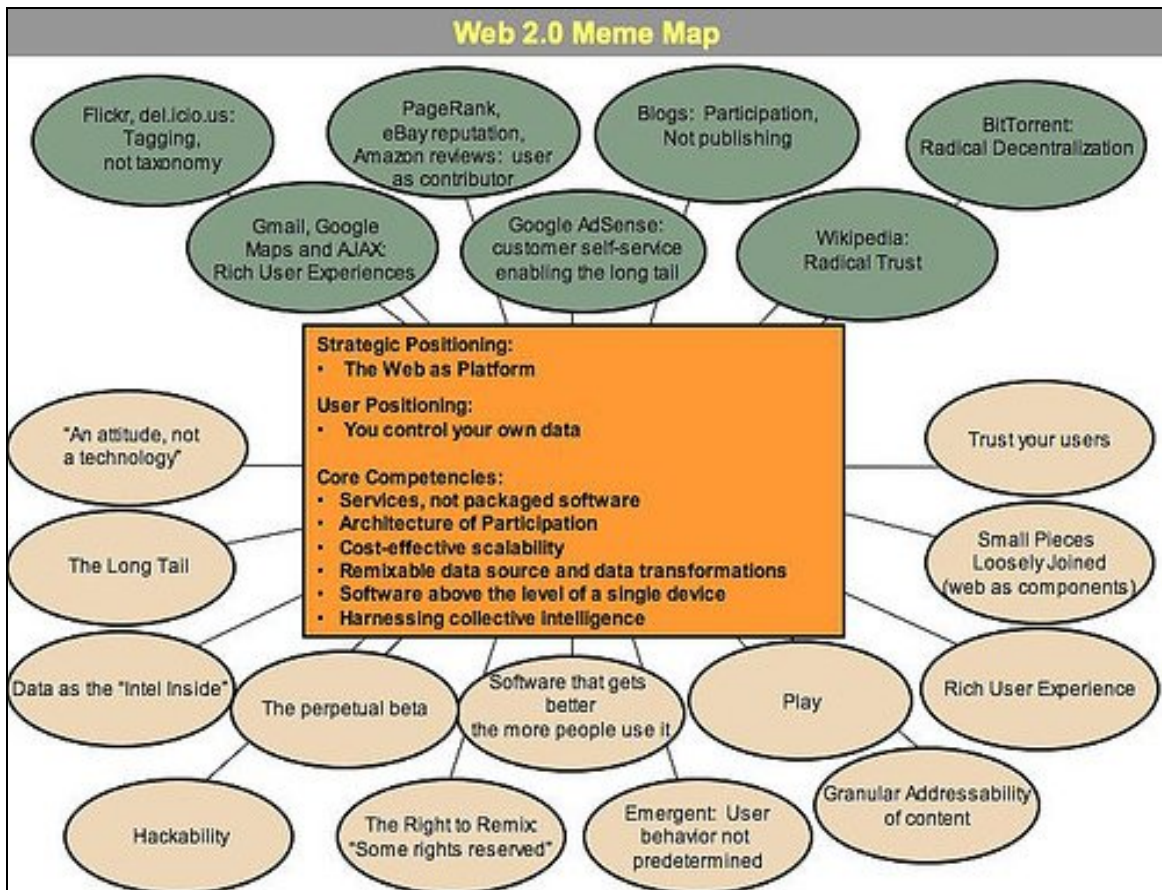 Web 2.0 Meme Map
Flickr, del.icio.us:
Tagging,
not taxonomy
PageRank,
eBay reputation,
Amazon reviews: user
as contributor
Blogs: Participation,
Not publishing
BitTorrent:
Radical Decentralization
Gmail, Google
Maps and AJAX:
Rich User Experiences
Google AdSense:
customer self-service
enabling the long tail
Wikipedia:
Radical Trust
Strategic Positioning:
• The Web as Platform
User Positioning:
• You control your own data
Core Competencies:
• Services, not packaged software
• Architecture of Participation
• Cost-effective scalability
• Remixable data source and data transformations
• Software above the level of a single device
• Harnessing collective intelligence
“An attitude, not
a technology”
Trust your users
The Long Tail
Small Pieces
Loosely Joined
(web as components)
Data as the “Intel Inside”
The perpetual beta
Software that gets
better
the more people use it
Play
Rich User Experience
Hackability
The Right to Remix:
“Some rights reserved”
Emergent: User
behavior not
predetermined
Granular Addressability
of content